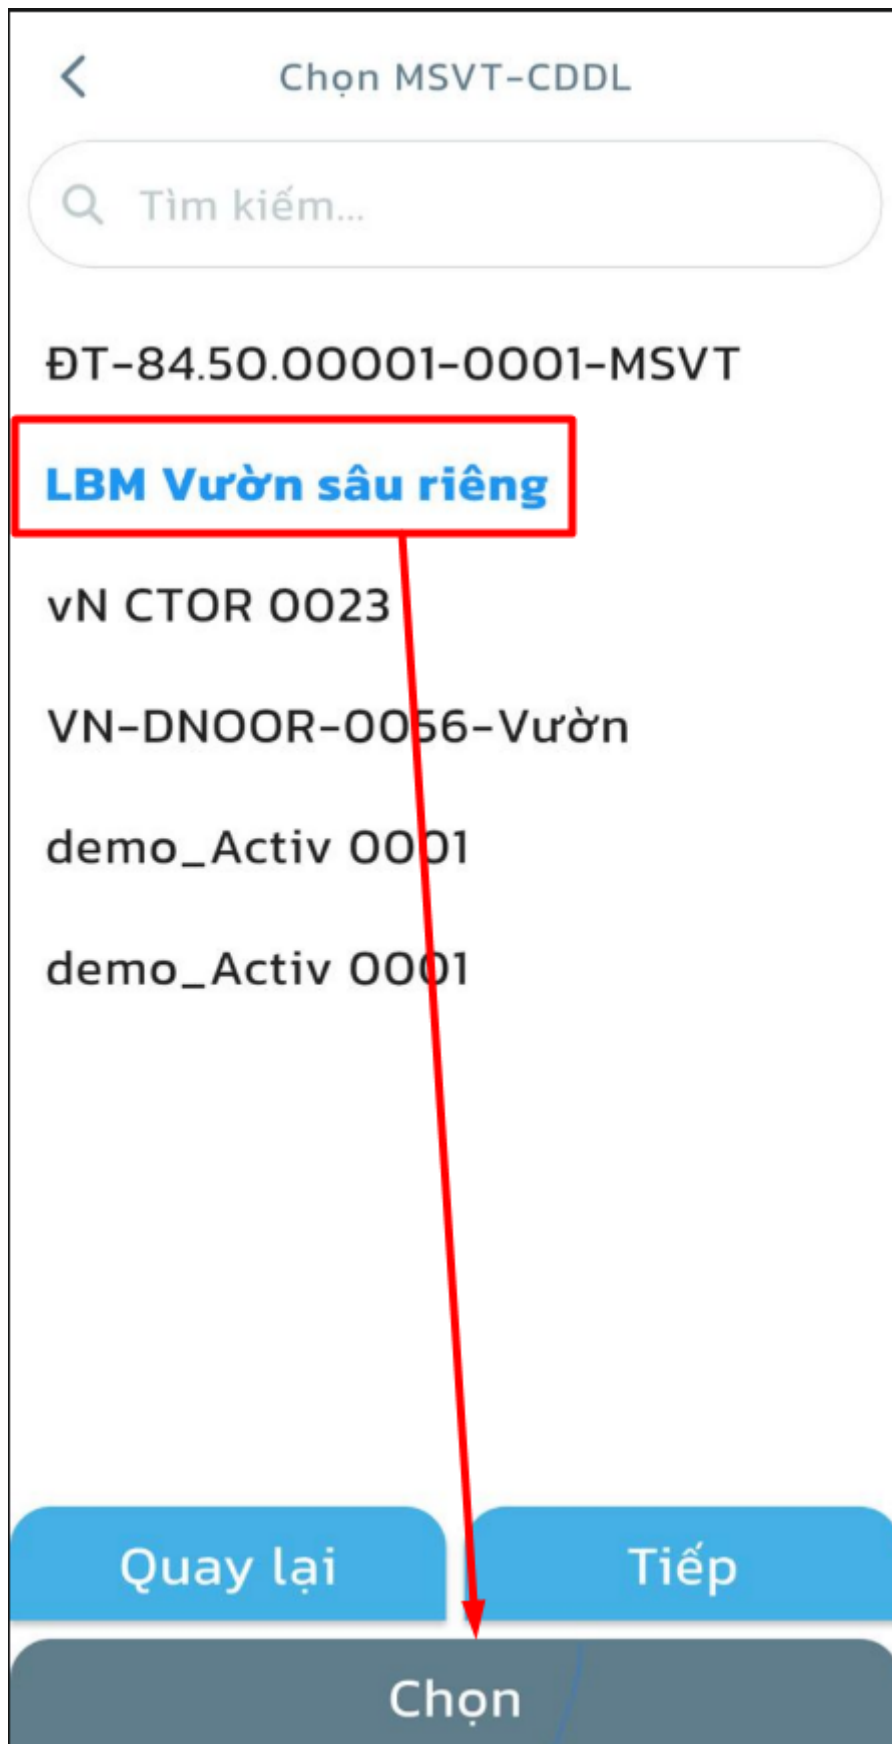 Chọn MSVT-CDDL
Tìm kiếm...
ĐT-84.50.00001-0001-MSVT
LBM Vườn sâu riêng
vN CTOR 0023
VN-DNOOR-0056-Vườn
demo_Activ 0001
demo_Activ 0001
Quay lại
Tiếp
Chọn